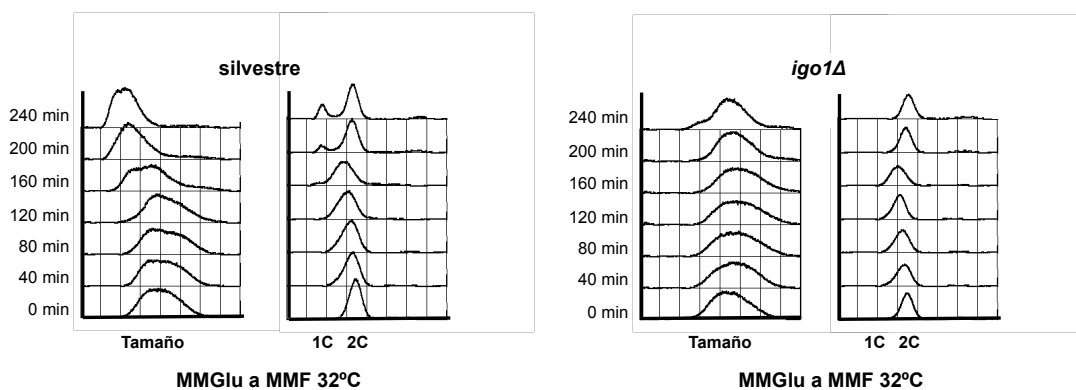 silvestre
240 min
200 min
160 min
120 min
80 min
40 min
0 min
Tamaño
1C 2C
MMGlu a MMF 32ºC
igo1Δ
240 min
200 min
160 min
120 min
80 min
40 min
0 min
Tamaño
1C 2C
MMGlu a MMF 32ºC